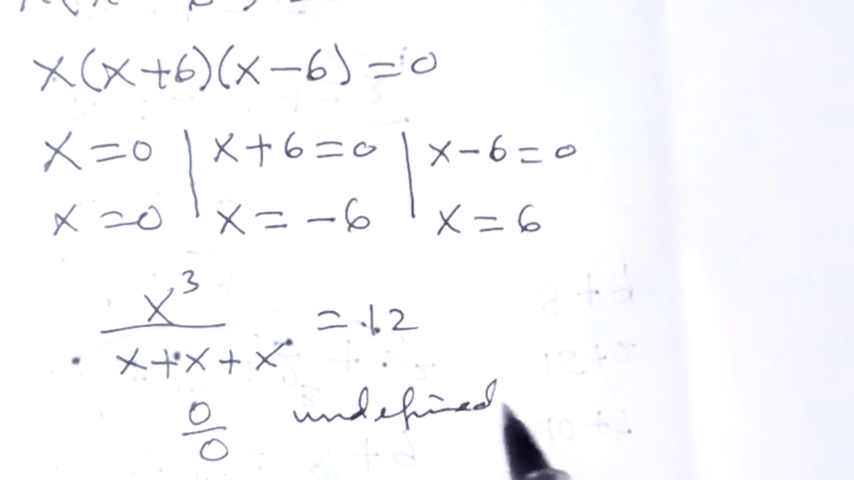 x(x+6)(x-6)=0
x=0 | x+6=0 | x-6=0
x=0 | x=-6 | x=6
x³/(x+x+x) = 12
0/0 undefined